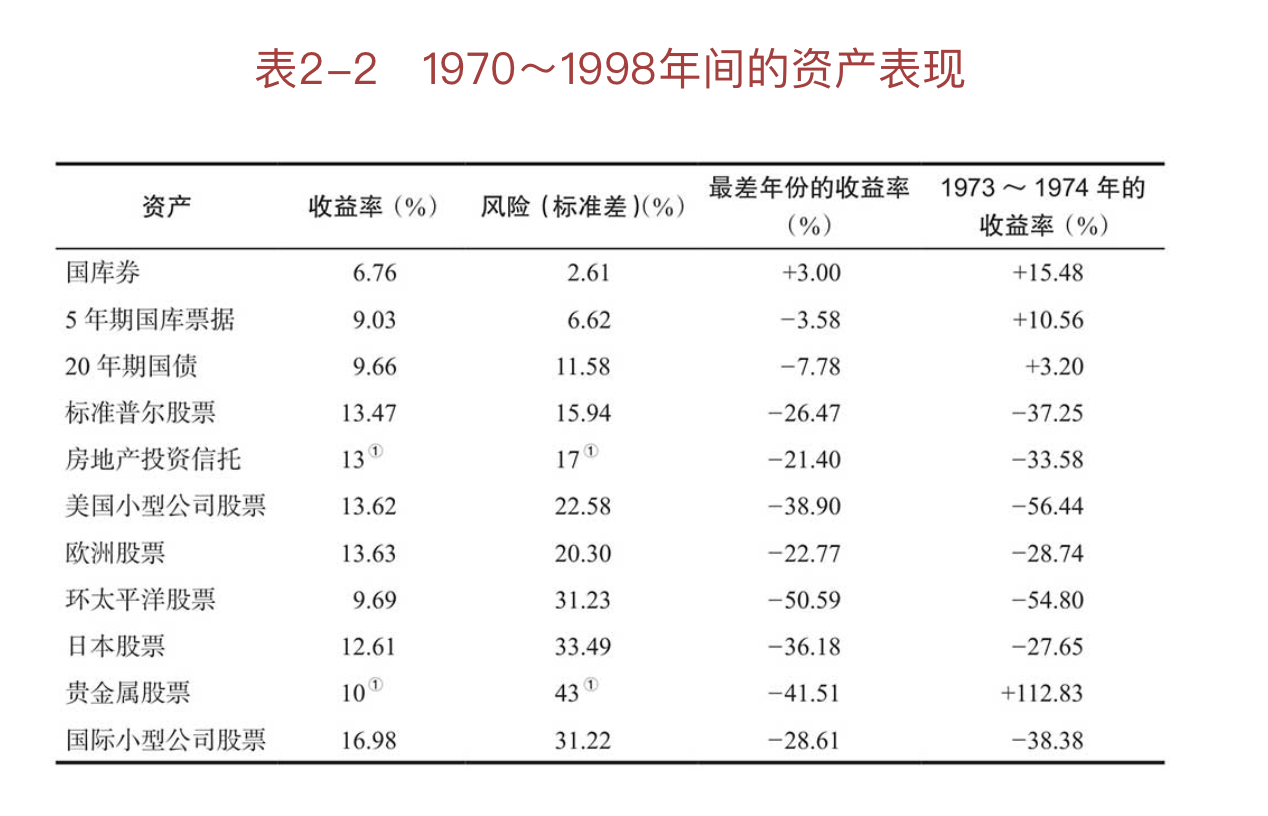 表2-2 1970～1998年间的资产表现
资产 收益率（%） 风险（标准差）(%） 最差年份的收益率（%） 1973～1974年的收益率（%）
国库券 6.76 2.61 +3.00 +15.48
5年期国库票据 9.03 6.62 −3.58 +10.56
20年期国债 9.66 11.58 −7.78 +3.20
标准普尔股票 13.47 15.94 −26.47 −37.25
房地产投资信托 13① 17① −21.40 −33.58
美国小型公司股票 13.62 22.58 −38.90 −56.44
欧洲股票 13.63 20.30 −22.77 −28.74
环太平洋股票 9.69 31.23 −50.59 −54.80
日本股票 12.61 33.49 −36.18 −27.65
贵金属股票 10① 43① −41.51 +112.83
国际小型公司股票 16.98 31.22 −28.61 −38.38